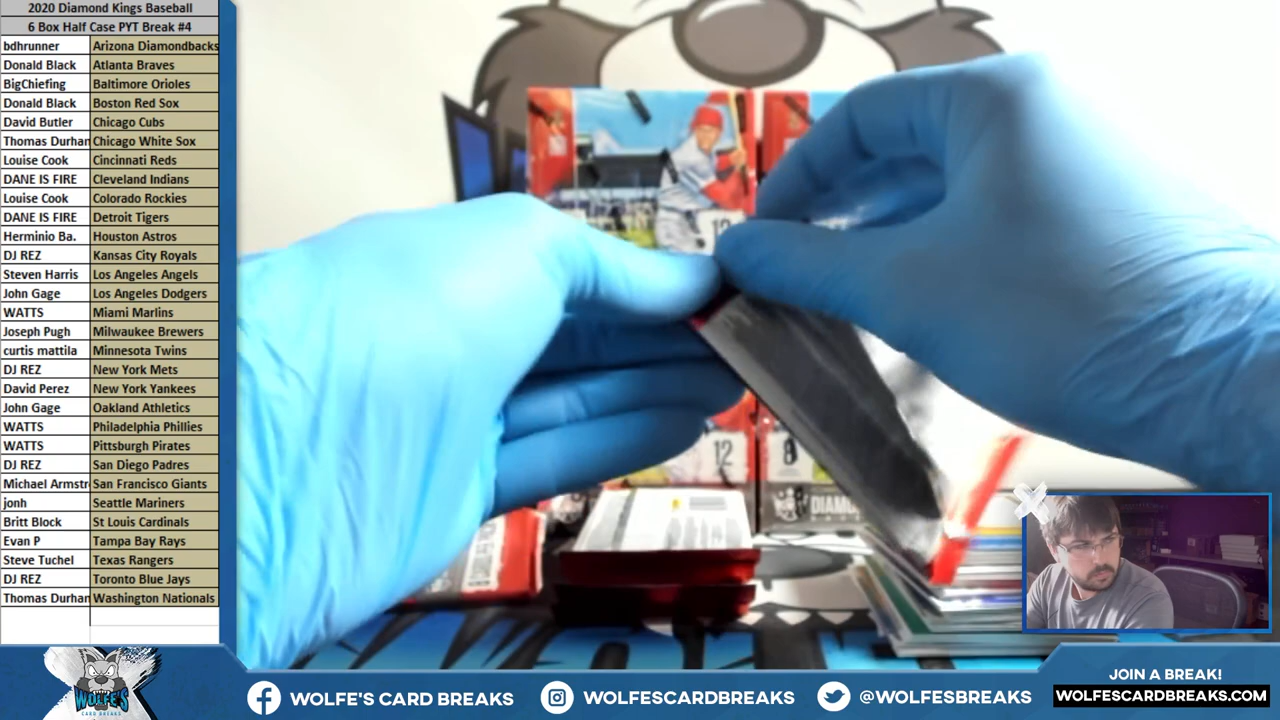 2020 Diamond Kings Baseball
6 Box Half Case PYT Break #4
bdhrunner Arizona Diamondbacks
Donald Black Atlanta Braves
BigChiefing Baltimore Orioles
Donald Black Boston Red Sox
David Butler Chicago Cubs
Thomas Durhan Chicago White Sox
Louise Cook Cincinnati Reds
DANE IS FIRE Cleveland Indians
Louise Cook Colorado Rockies
DANE IS FIRE Detroit Tigers
Herminio Ba. Houston Astros
DJ REZ Kansas City Royals
Steven Harris Los Angeles Angels
John Gage Los Angeles Dodgers
WATTS Miami Marlins
Joseph Pugh Milwaukee Brewers
curtis mattila Minnesota Twins
DJ REZ New York Mets
David Perez New York Yankees
John Gage Oakland Athletics
WATTS Philadelphia Phillies
WATTS Pittsburgh Pirates
DJ REZ San Diego Padres
Michael Armstr San Francisco Giants
jonh Seattle Mariners
Britt Block St Louis Cardinals
Evan P Tampa Bay Rays
Steve Tuchel Texas Rangers
DJ REZ Toronto Blue Jays
Thomas Durhan Washington Nationals
12
12
8
DIAMO
WOLFE'S
CARD BREAKS
WOLFE'S CARD BREAKS
WOLFESCARDBREAKS
@WOLFESBREAKS
JOIN A BREAK!
WOLFESCARDBREAKS.COM